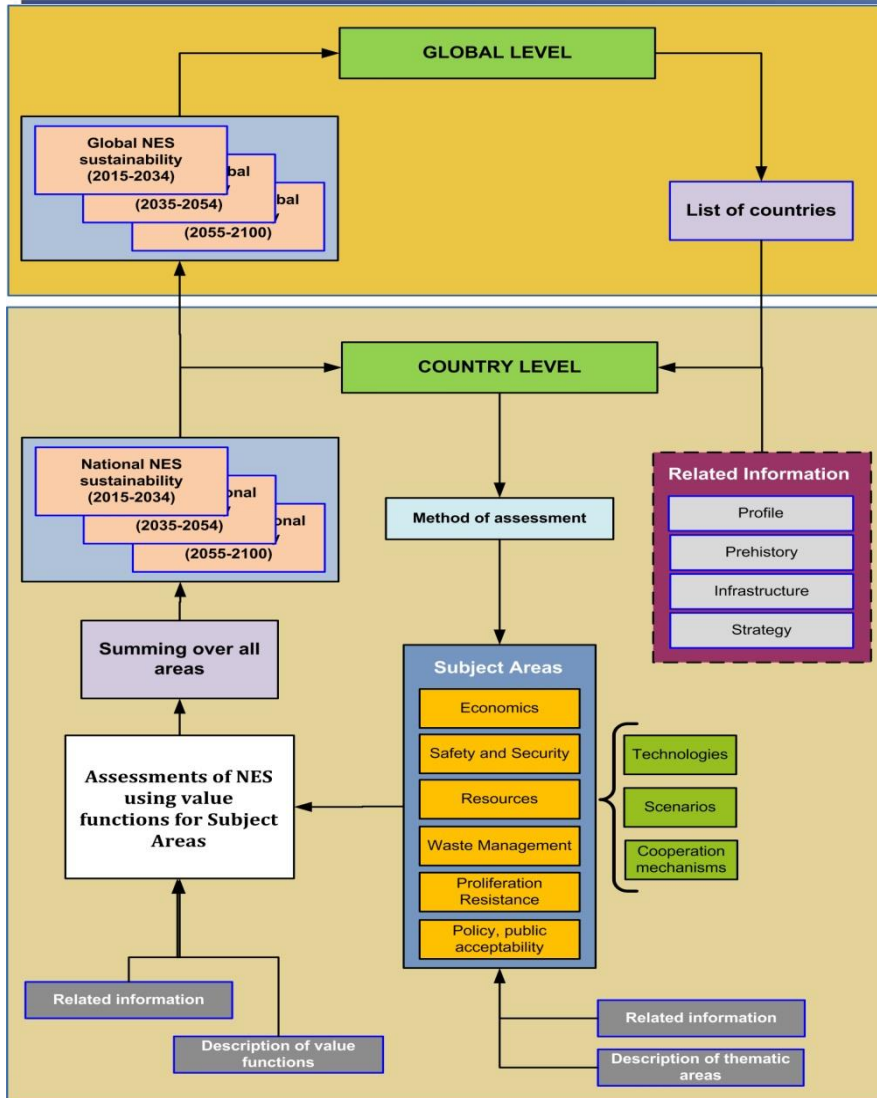 GLOBAL LEVEL
Global NES
sustainability
(2015-2034)
(2035-2054)
(2055-2100)
List of countries
COUNTRY LEVEL
National NES
sustainability
(2015-2034)
(2035-2054)
(2055-2100)
Method of assessment
Related Information
Profile
Prehistory
Infrastructure
Strategy
Summing over all
areas
Subject Areas
Economics
Safety and Security
Resources
Waste Management
Proliferation
Resistance
Policy, public
acceptability
Technologies
Scenarios
Cooperation
mechanisms
Assessments of NES
using value
functions for Subject
Areas
Related information
Description of value
functions
Related information
Description of thematic
areas